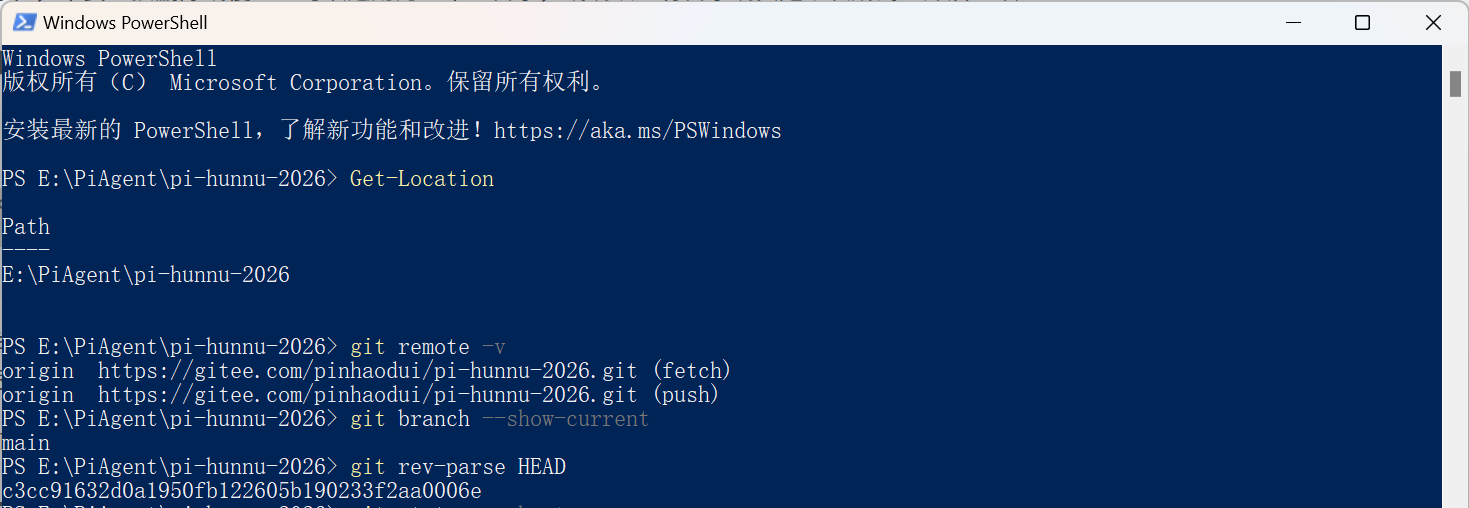 Windows PowerShell
Windows PowerShell
版权所有（C） Microsoft Corporation。保留所有权利。
安装最新的 PowerShell，了解新功能和改进！https://aka.ms/PSWindows
PS E:\PiAgent\pi-hunnu-2026> Get-Location
Path
----
E:\PiAgent\pi-hunnu-2026
PS E:\PiAgent\pi-hunnu-2026> git remote -v
origin  https://gitee.com/pinhaodui/pi-hunnu-2026.git (fetch)
origin  https://gitee.com/pinhaodui/pi-hunnu-2026.git (push)
PS E:\PiAgent\pi-hunnu-2026> git branch --show-current
main
PS E:\PiAgent\pi-hunnu-2026> git rev-parse HEAD
c3cc91632d0a1950fb122605b190233f2aa0006e